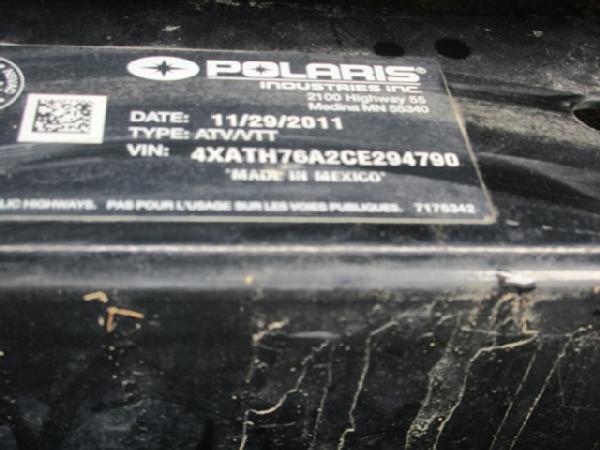 POLARIS®
INDUSTRIES INC.
2100 Highway 55
Medina MN 55340
DATE: 11/29/2011
TYPE: ATV/VTT
VIN: 4XATH76A2CE294790
"MADE IN MEXICO"
LIC HIGHWAYS. PAS POUR L'USAGE SUR LES VOIES PUBLIQUES. 7175342